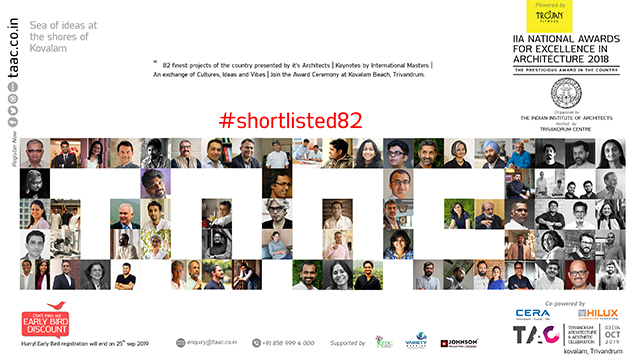 Sea of ideas at
the shores of
Kovalam
taac.co.in
Register Now
" 82 finest projects of the country presented by it's Architects | Keynotes by International Masters |
An exchange of Cultures, Ideas and Vibes | Join the Award Ceremony at Kovalam Beach, Trivandrum.
Powered by
TROJAN
PLYWOOD
IIA NATIONAL AWARDS
FOR EXCELLENCE IN
ARCHITECTURE 2018
THE PRESTIGIOUS AWARD IN THE COUNTRY
Organized by
THE INDIAN INSTITUTE OF ARCHITECTS
Hosted by
TRIVANDRUM CENTRE
#shortlisted82
Don't miss out
EARLY BIRD
DISCOUNT
Hurry! Early Bird registration will end on 25th sep 2019
enquiry@taac.co.in
+91 858 999 4 000
Supported by
VARIETY
JOHNSON
Co-powered by
CERA
HILUX
TAC
TRIVANDRUM
ARCHITECTURE
& AESTHETIC
CELEBRATION
03|04
OCT
2019
kovalam, Trivandrum